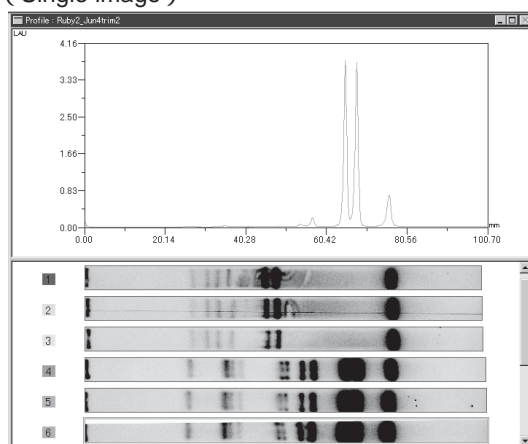 ( Single image )
Profile : Ruby2_Jun4trim2
LAU
4.16
3.33
2.50
1.66
0.83
0.00
0.00 20.14 40.28 60.42 80.56 100.70
mm
1
2
3
4
5
6